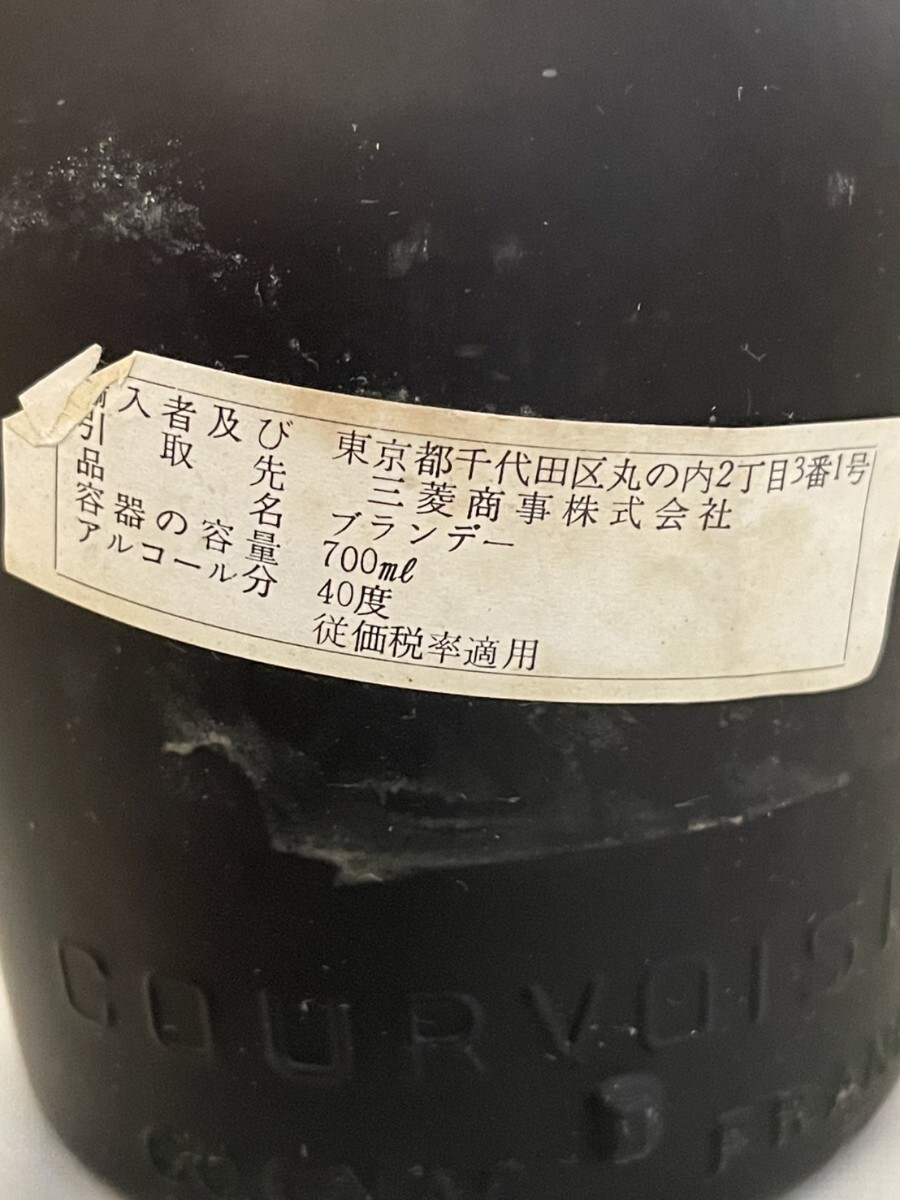 輸入者及び 東京都千代田区丸の内2丁目3番1号
引取先 三菱商事株式会社
品名 ブランデー
容器の容量 700ml
アルコール分 40度
従価税率適用
COURVOISI
FRAN